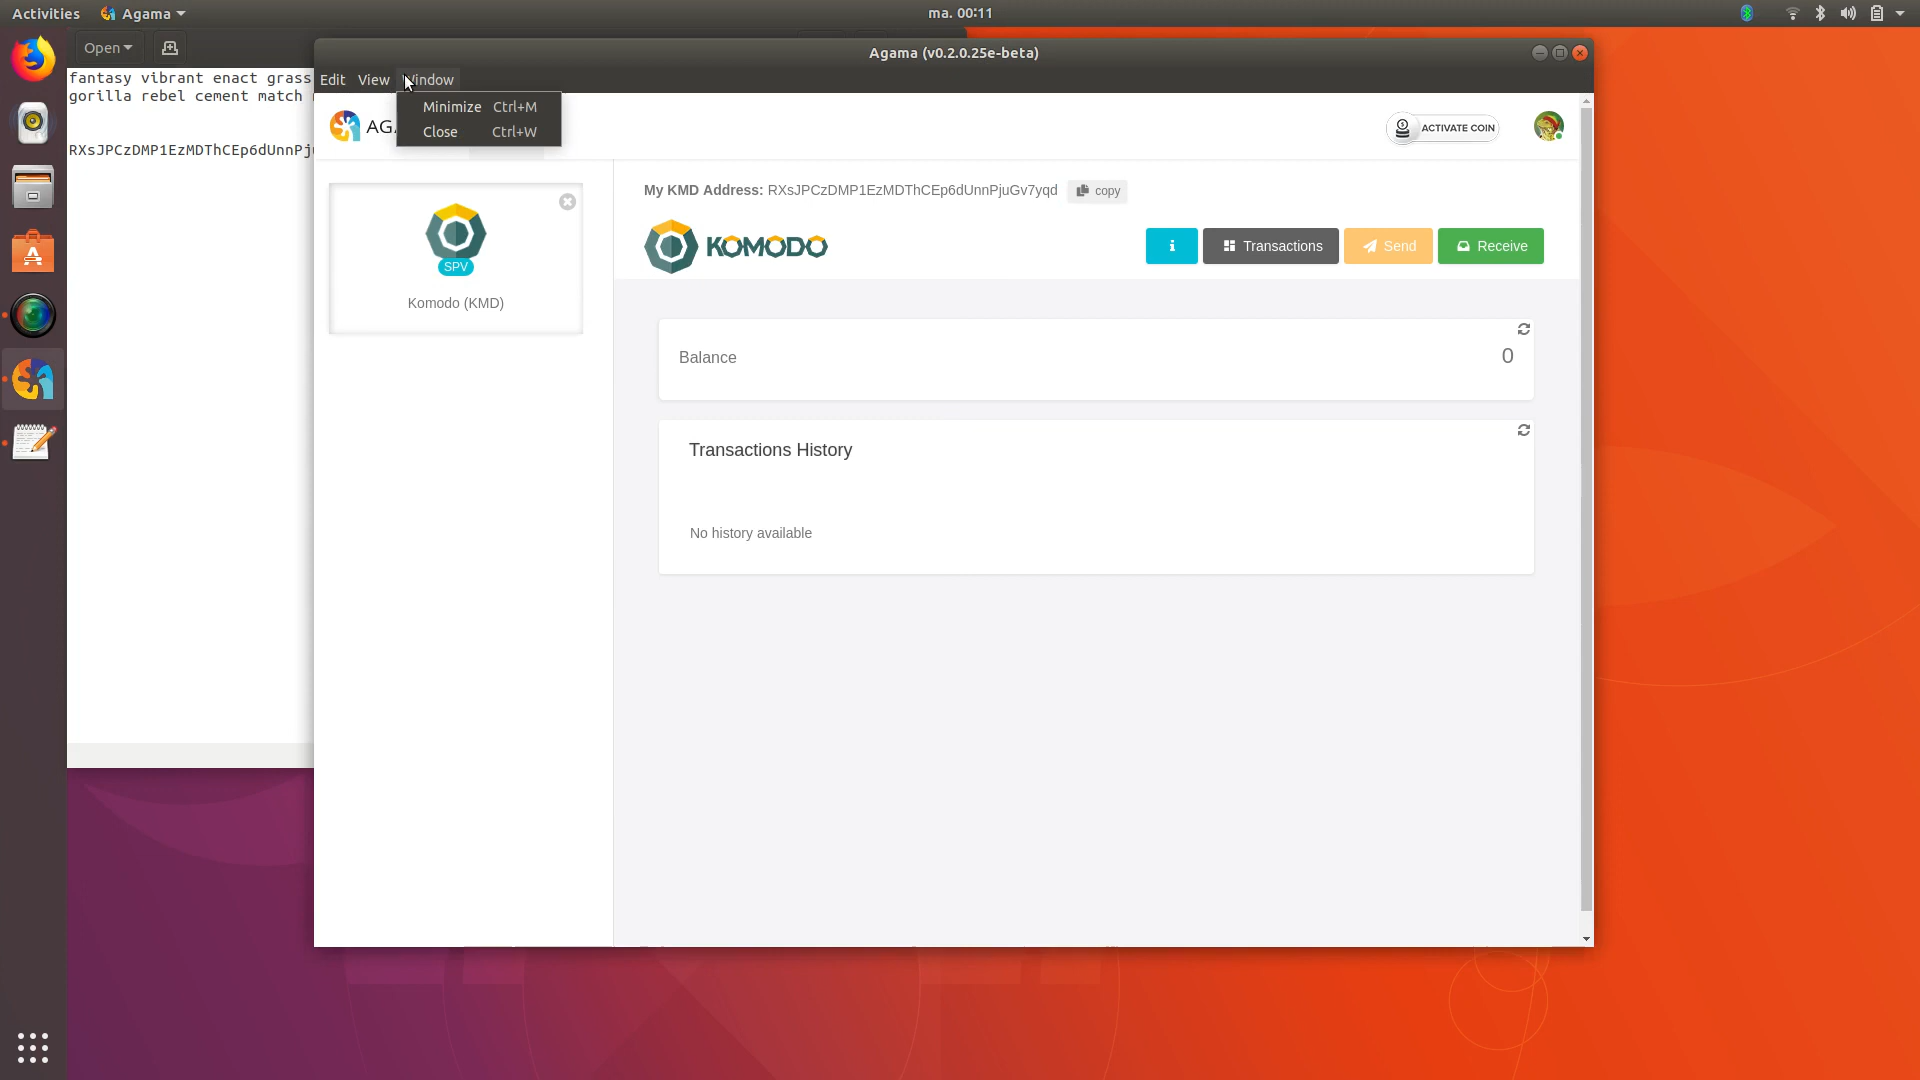 Activities Agama ma. 00:11
Open
Agama (v0.2.0.25e-beta)
fantasy vibrant enact grass
gorilla rebel cement match
RXsJPCzDMP1EzMDThCEp6dUnnPj
Edit View Window
Minimize Ctrl+M
Close Ctrl+W
ACTIVATE COIN
SPV
Komodo (KMD)
My KMD Address: RXsJPCzDMP1EzMDThCEp6dUnnPjuGv7yqd copy
KOMODO
Transactions Send Receive
Balance 0
Transactions History
No history available